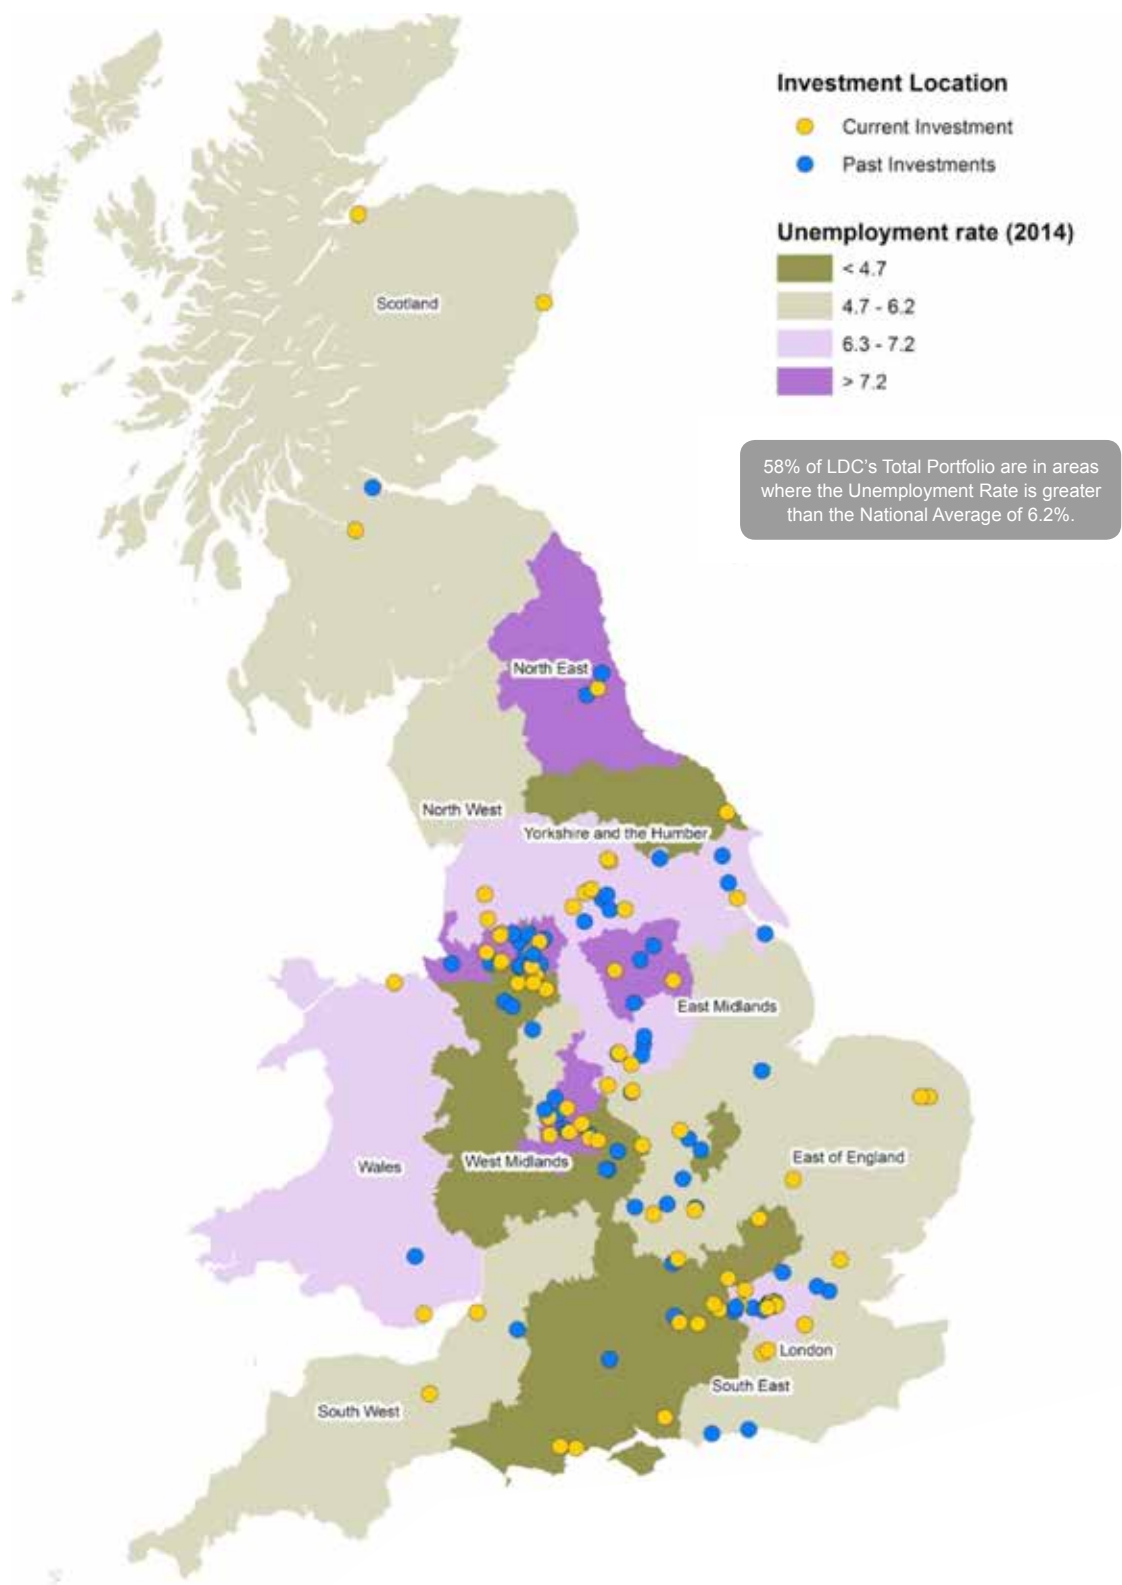 Investment Location
Current Investment
Past Investments
Unemployment rate (2014)
< 4.7
4.7 - 6.2
6.3 - 7.2
> 7.2
58% of LDC's Total Portfolio are in areas
where the Unemployment Rate is greater
than the National Average of 6.2%.
Scotland
North East
North West
Yorkshire and the Humber
East Midlands
West Midlands
East of England
Wales
London
South East
South West